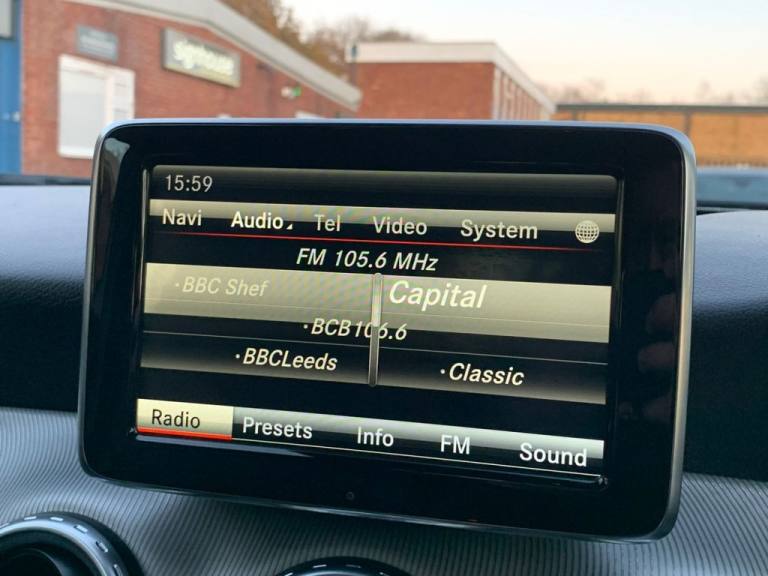 signhouse
15:59
Navi Audio Tel Video System
FM 105.6 MHz
·BBC Shef Capital
·BCB106.6
·BBCLeeds ·Classic
Radio Presets Info FM Sound